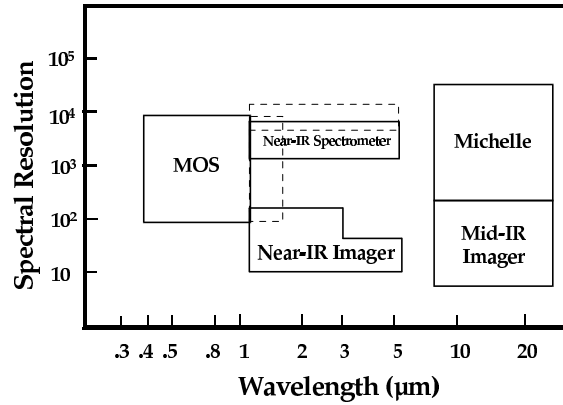 Spectral Resolution
10⁵
10⁴
10³
10²
10
MOS
Near-IR Spectrometer
Near-IR Imager
Michelle
Mid-IR
Imager
.3 .4 .5 .8 1 2 3 5 10 20
Wavelength (μm)